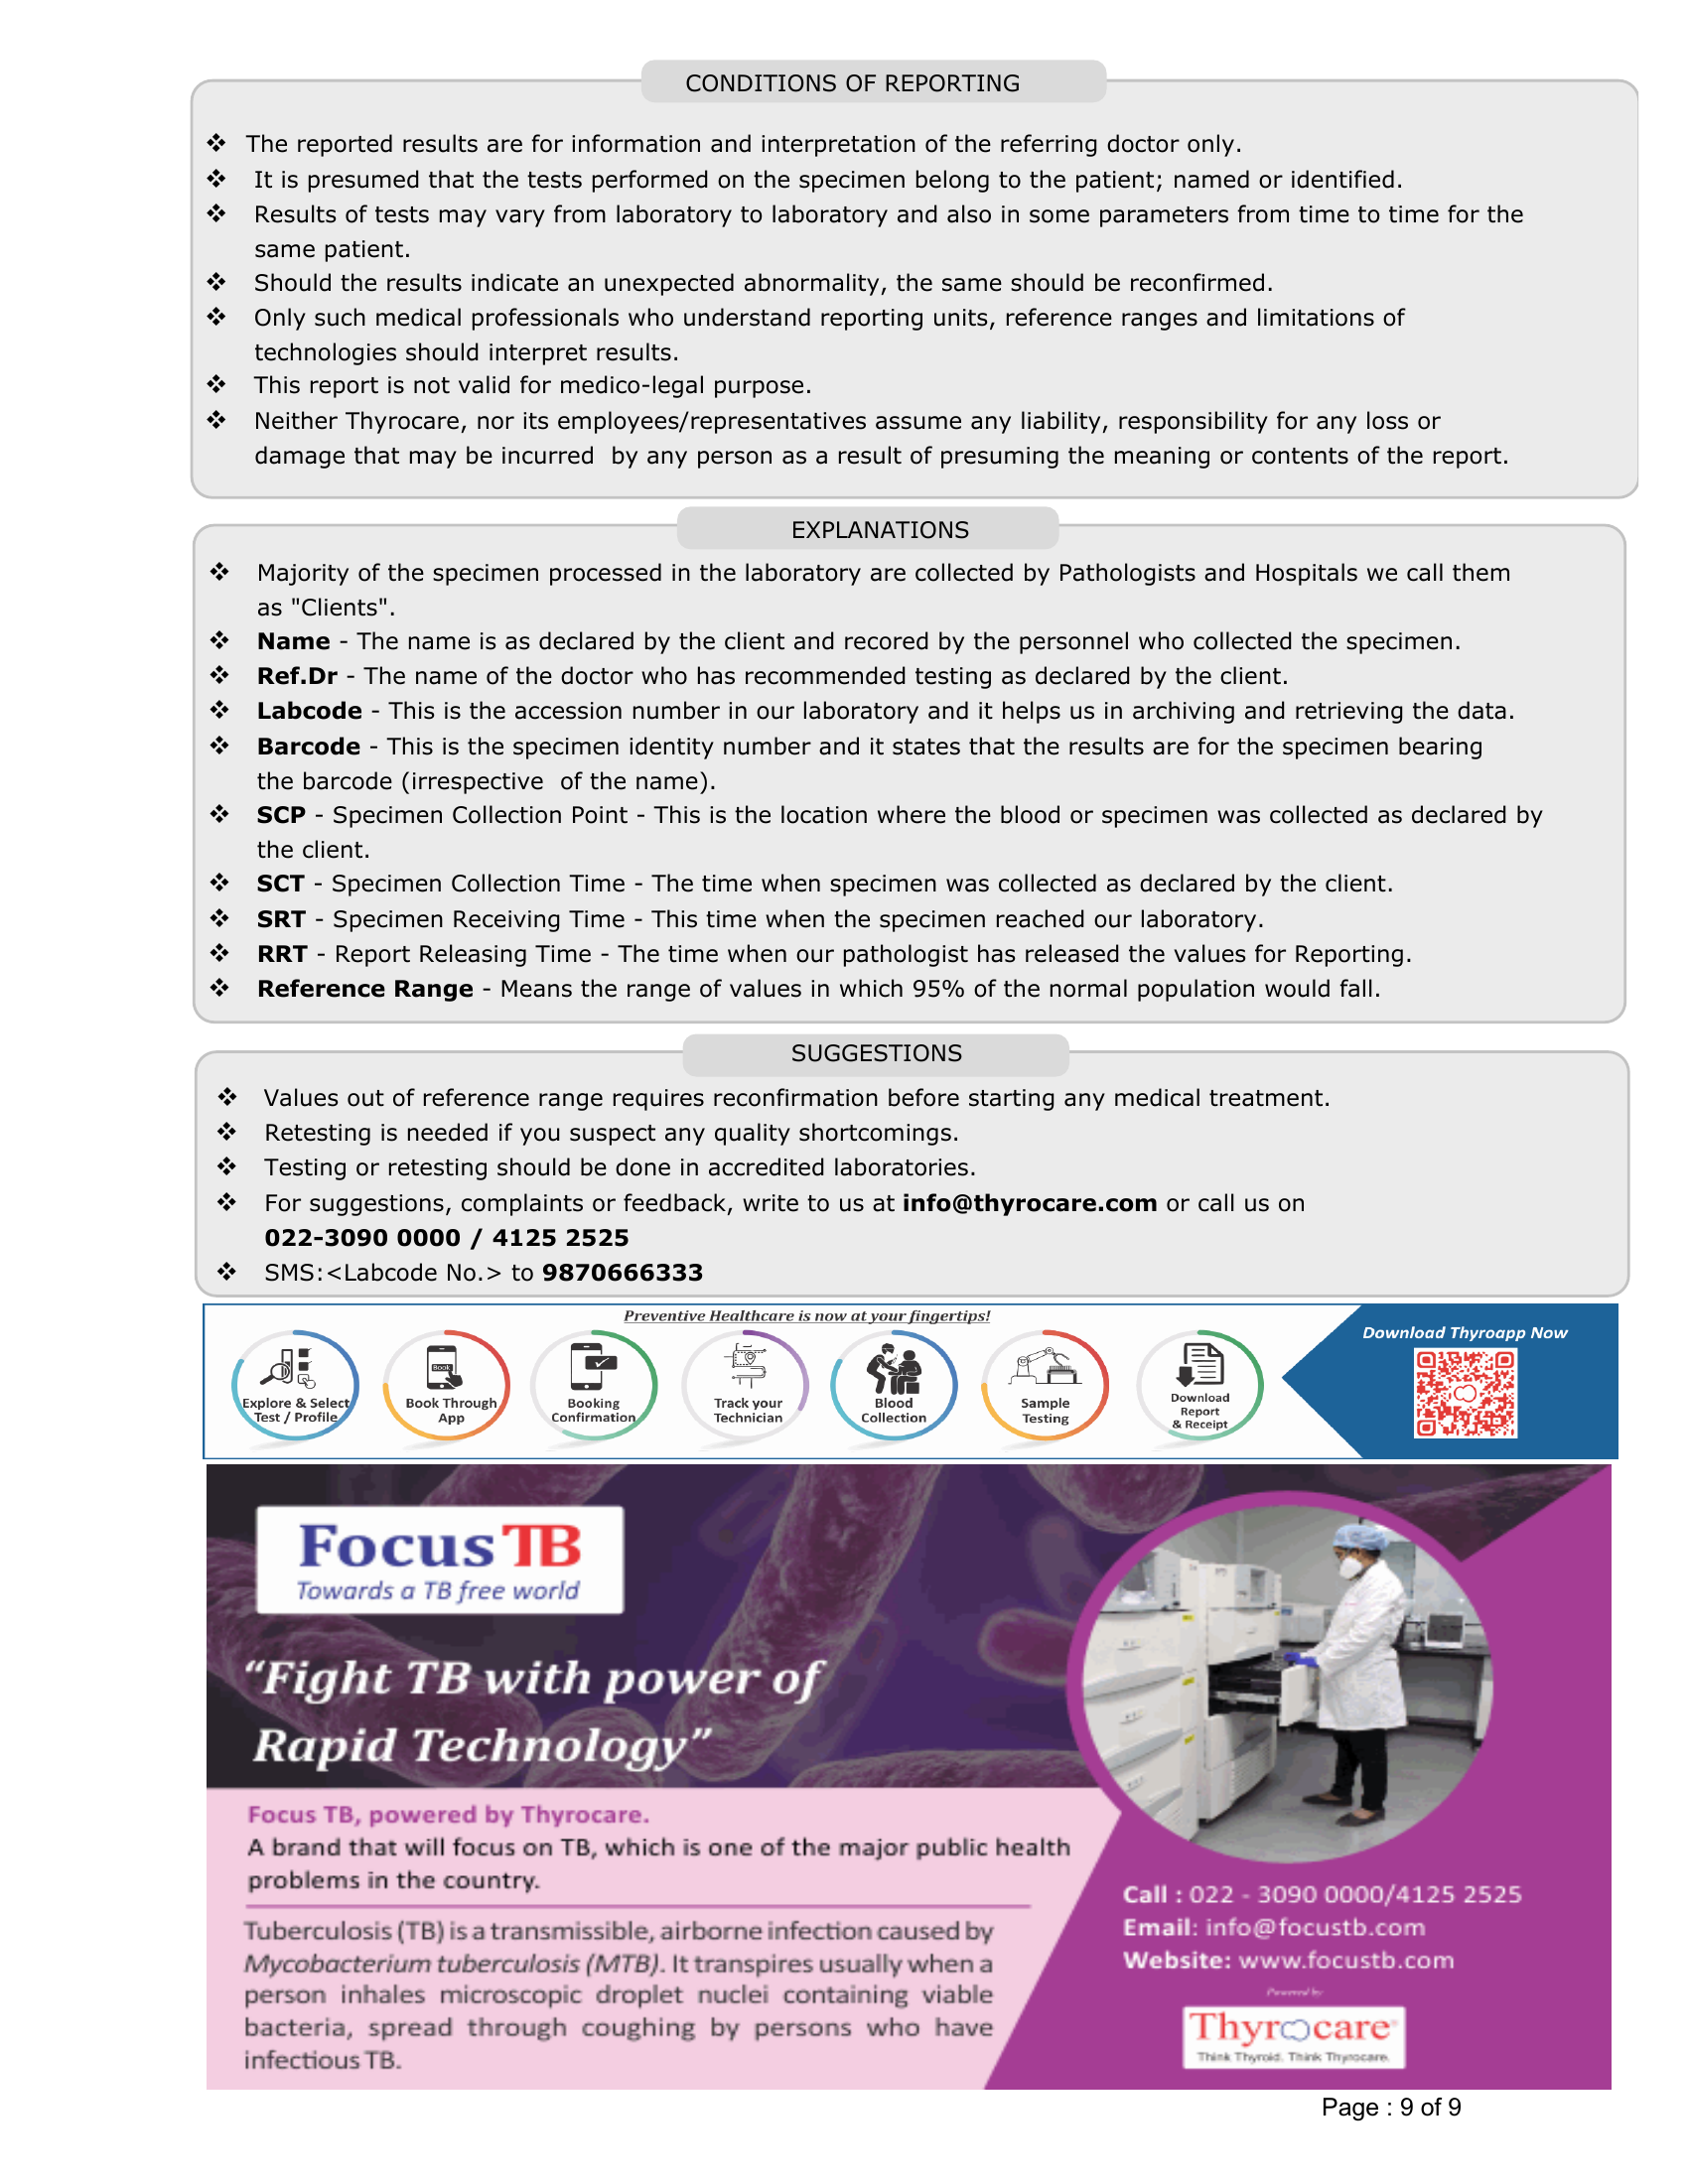 CONDITIONS OF REPORTING
❖ The reported results are for information and interpretation of the referring doctor only.
❖ It is presumed that the tests performed on the specimen belong to the patient; named or identified.
❖ Results of tests may vary from laboratory to laboratory and also in some parameters from time to time for the
same patient.
❖ Should the results indicate an unexpected abnormality, the same should be reconfirmed.
❖ Only such medical professionals who understand reporting units, reference ranges and limitations of
technologies should interpret results.
❖ This report is not valid for medico-legal purpose.
❖ Neither Thyrocare, nor its employees/representatives assume any liability, responsibility for any loss or
damage that may be incurred by any person as a result of presuming the meaning or contents of the report.
EXPLANATIONS
❖ Majority of the specimen processed in the laboratory are collected by Pathologists and Hospitals we call them
as "Clients".
❖ Name - The name is as declared by the client and recored by the personnel who collected the specimen.
❖ Ref.Dr - The name of the doctor who has recommended testing as declared by the client.
❖ Labcode - This is the accession number in our laboratory and it helps us in archiving and retrieving the data.
❖ Barcode - This is the specimen identity number and it states that the results are for the specimen bearing
the barcode (irrespective of the name).
❖ SCP - Specimen Collection Point - This is the location where the blood or specimen was collected as declared by
the client.
❖ SCT - Specimen Collection Time - The time when specimen was collected as declared by the client.
❖ SRT - Specimen Receiving Time - This time when the specimen reached our laboratory.
❖ RRT - Report Releasing Time - The time when our pathologist has released the values for Reporting.
❖ Reference Range - Means the range of values in which 95% of the normal population would fall.
SUGGESTIONS
❖ Values out of reference range requires reconfirmation before starting any medical treatment.
❖ Retesting is needed if you suspect any quality shortcomings.
❖ Testing or retesting should be done in accredited laboratories.
❖ For suggestions, complaints or feedback, write to us at info@thyrocare.com or call us on
022-3090 0000 / 4125 2525
❖ SMS:<Labcode No.> to 9870666333
Preventive Healthcare is now at your fingertips!
Explore & Select
Test / Profile
Book
Book Through
App
Booking
Confirmation
Track your
Technician
Blood
Collection
Sample
Testing
Download
Report
& Receipt
Download Thyroapp Now
Focus TB
Towards a TB free world
“Fight TB with power of
Rapid Technology”
Focus TB, powered by Thyrocare.
A brand that will focus on TB, which is one of the major public health
problems in the country.
Tuberculosis (TB) is a transmissible, airborne infection caused by
Mycobacterium tuberculosis (MTB). It transpires usually when a
person inhales microscopic droplet nuclei containing viable
bacteria, spread through coughing by persons who have
infectious TB.
Call : 022 - 3090 0000/4125 2525
Email: info@focustb.com
Website: www.focustb.com
Powered by
Thyrocare®
Think Thyroid. Think Thyrocare.
Page : 9 of 9